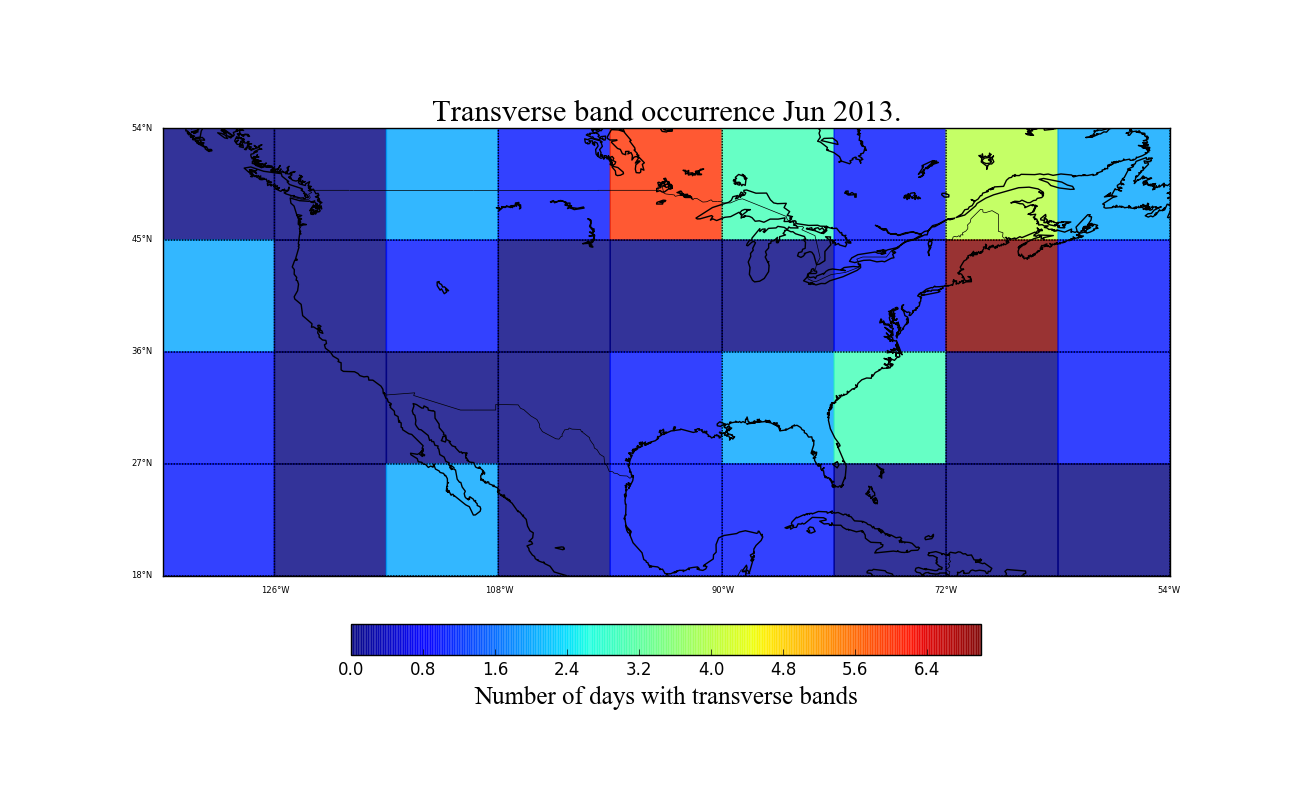 Transverse band occurrence Jun 2013.
54°N
45°N
36°N
27°N
18°N
126°W 108°W 90°W 72°W 54°W
0.0 0.8 1.6 2.4 3.2 4.0 4.8 5.6 6.4
Number of days with transverse bands